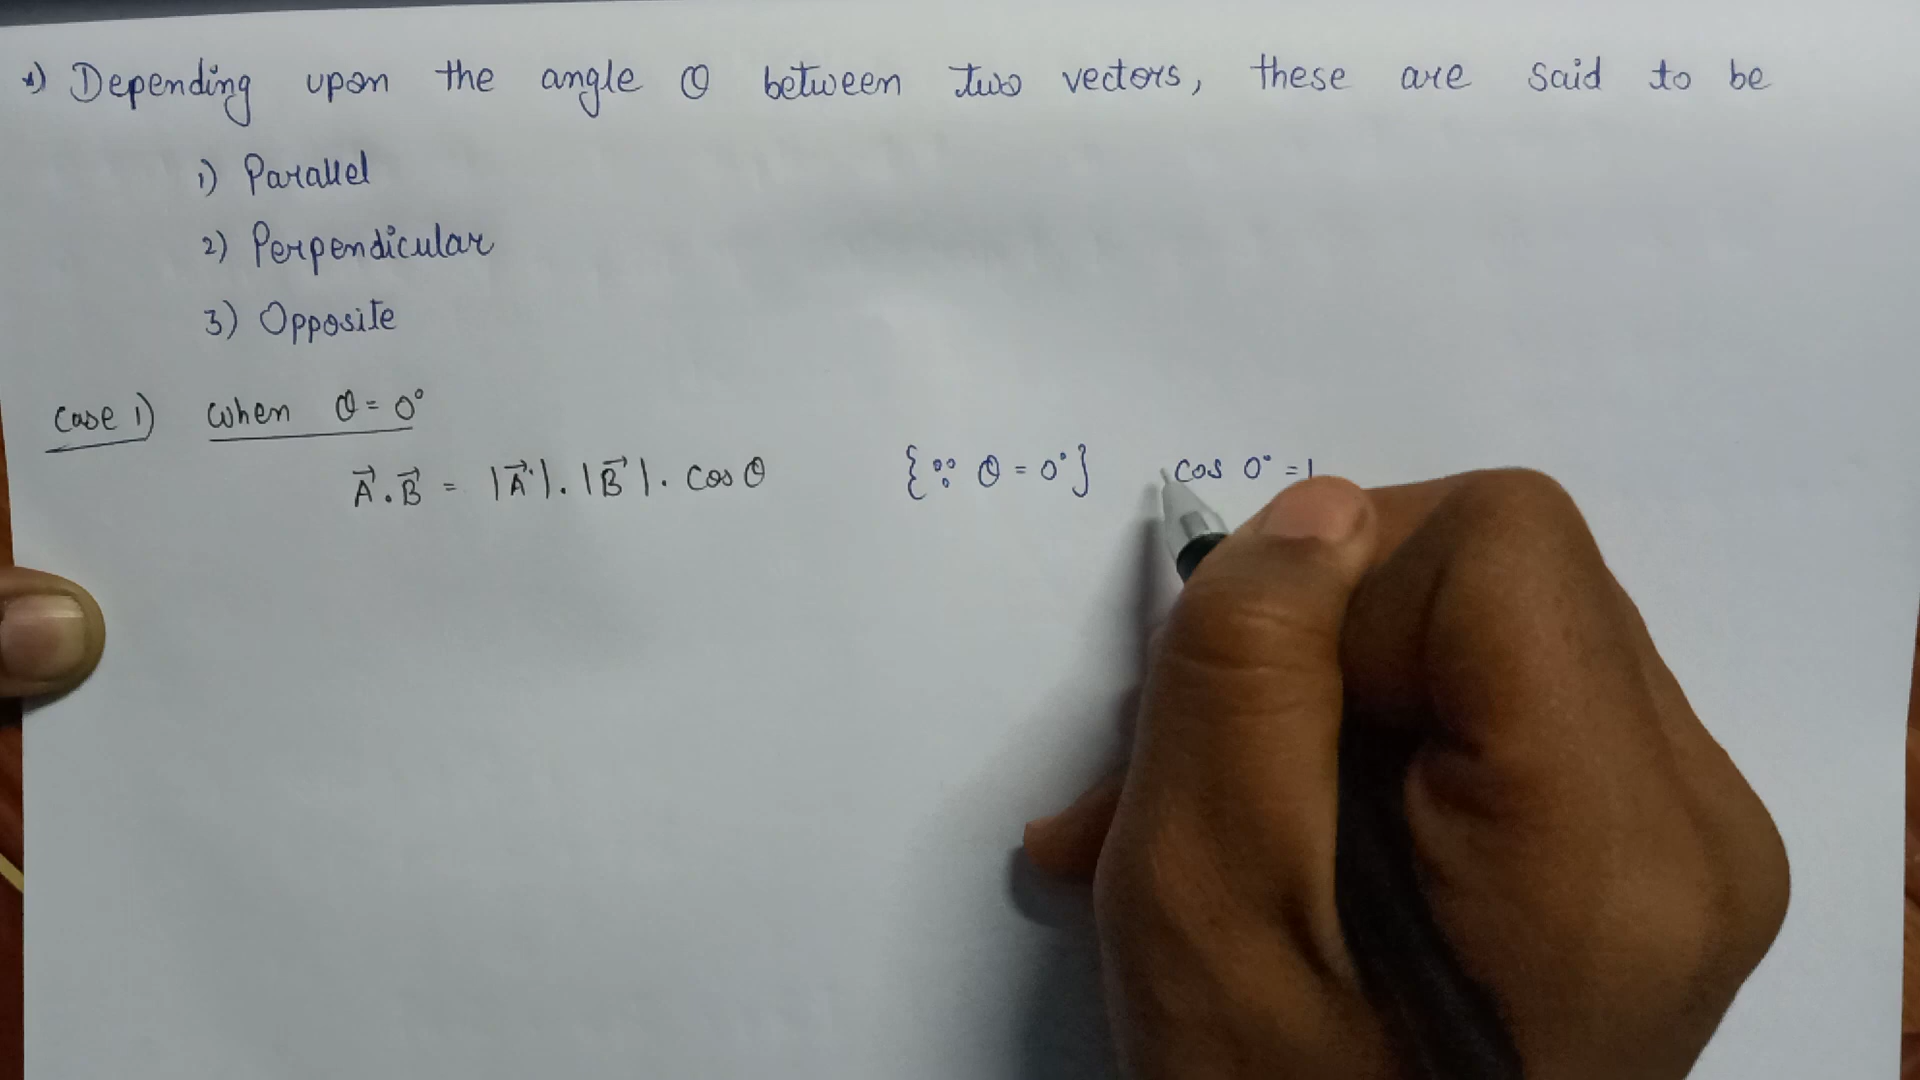 *) Depending upon the angle θ between two vectors, these are said to be
1) Parallel
2) Perpendicular
3) Opposite
Case 1) When θ = 0°
A⃗ . B⃗ = |A⃗| . |B⃗| . Cos θ {∵ θ = 0°} Cos 0° = 1